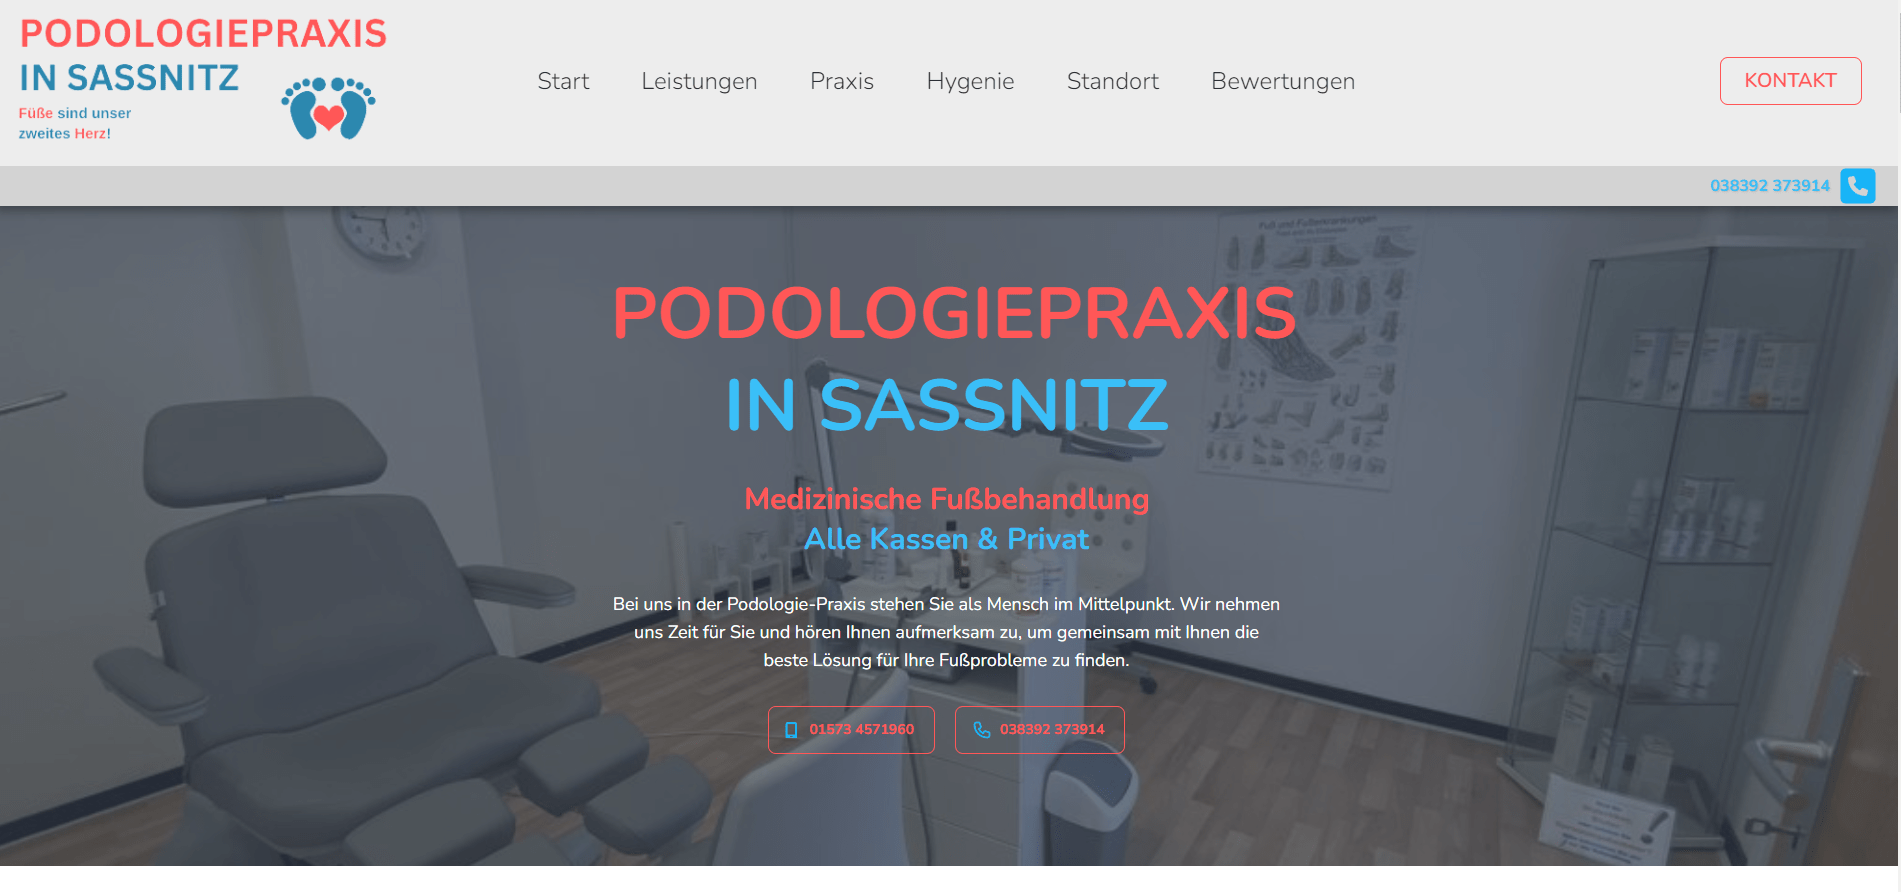 PODOLOGIEPRAXIS
IN SASSNITZ
Füße sind unser
zweites Herz!
Start Leistungen Praxis Hygenie Standort Bewertungen
KONTAKT
038392 373914
Fuß und Fußerkrankungen
PODOLOGIEPRAXIS
IN SASSNITZ
Medizinische Fußbehandlung
Alle Kassen & Privat
Bei uns in der Podologie-Praxis stehen Sie als Mensch im Mittelpunkt. Wir nehmen
uns Zeit für Sie und hören Ihnen aufmerksam zu, um gemeinsam mit Ihnen die
beste Lösung für Ihre Fußprobleme zu finden.
01573 4571960
038392 373914